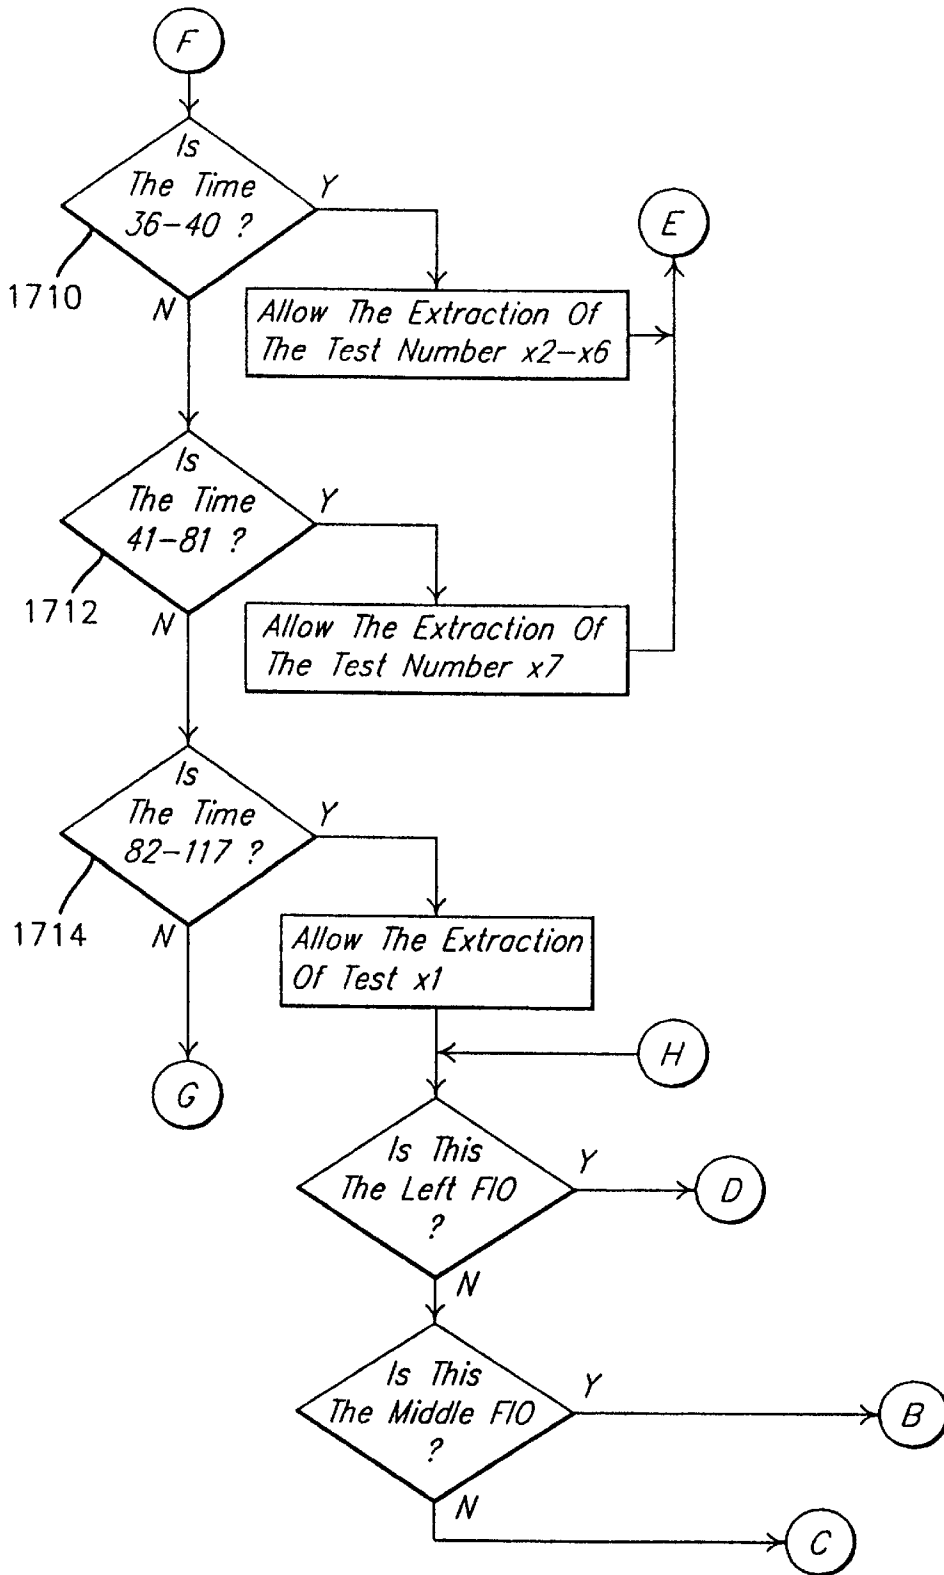 F
Is
The Time
36-40 ?
Y
1710
N
E
Allow The Extraction Of
The Test Number x2-x6
Is
The Time
41-81 ?
Y
1712
N
Allow The Extraction Of
The Test Number x7
Is
The Time
82-117 ?
Y
1714
N
Allow The Extraction
Of Test x1
H
G
Is This
The Left FIO
?
Y
D
N
Is This
The Middle FIO
?
Y
B
N
C